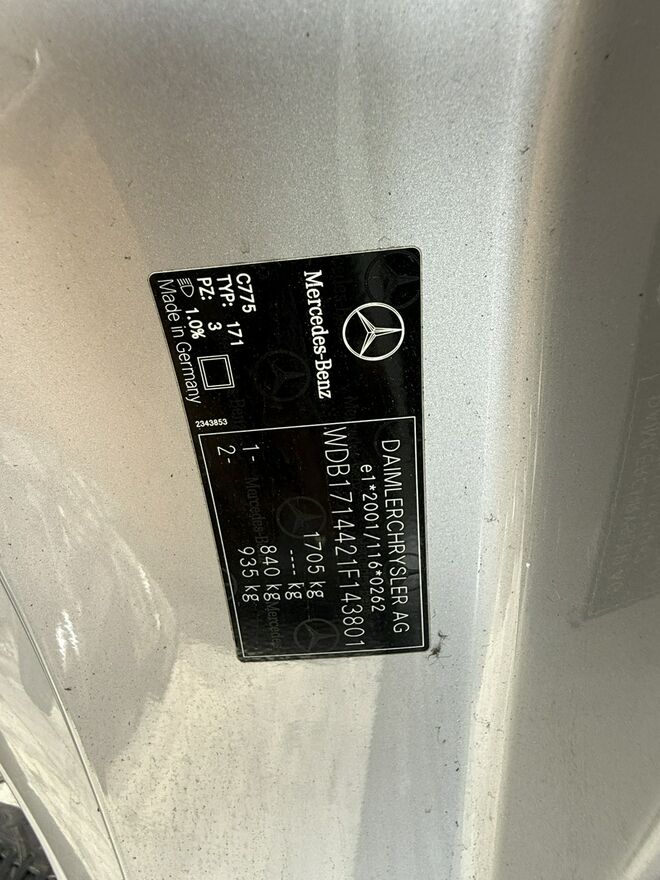 Mercedes-Benz
C775
TYP: 171
PZ: 3
1.0%
Made in Germany
2343853
DAIMLERCHRYSLER AG
e1*2001/116*0262
WDB1714421F143801
1705 kg
---- kg
1- 840 kg
2- 935 kg